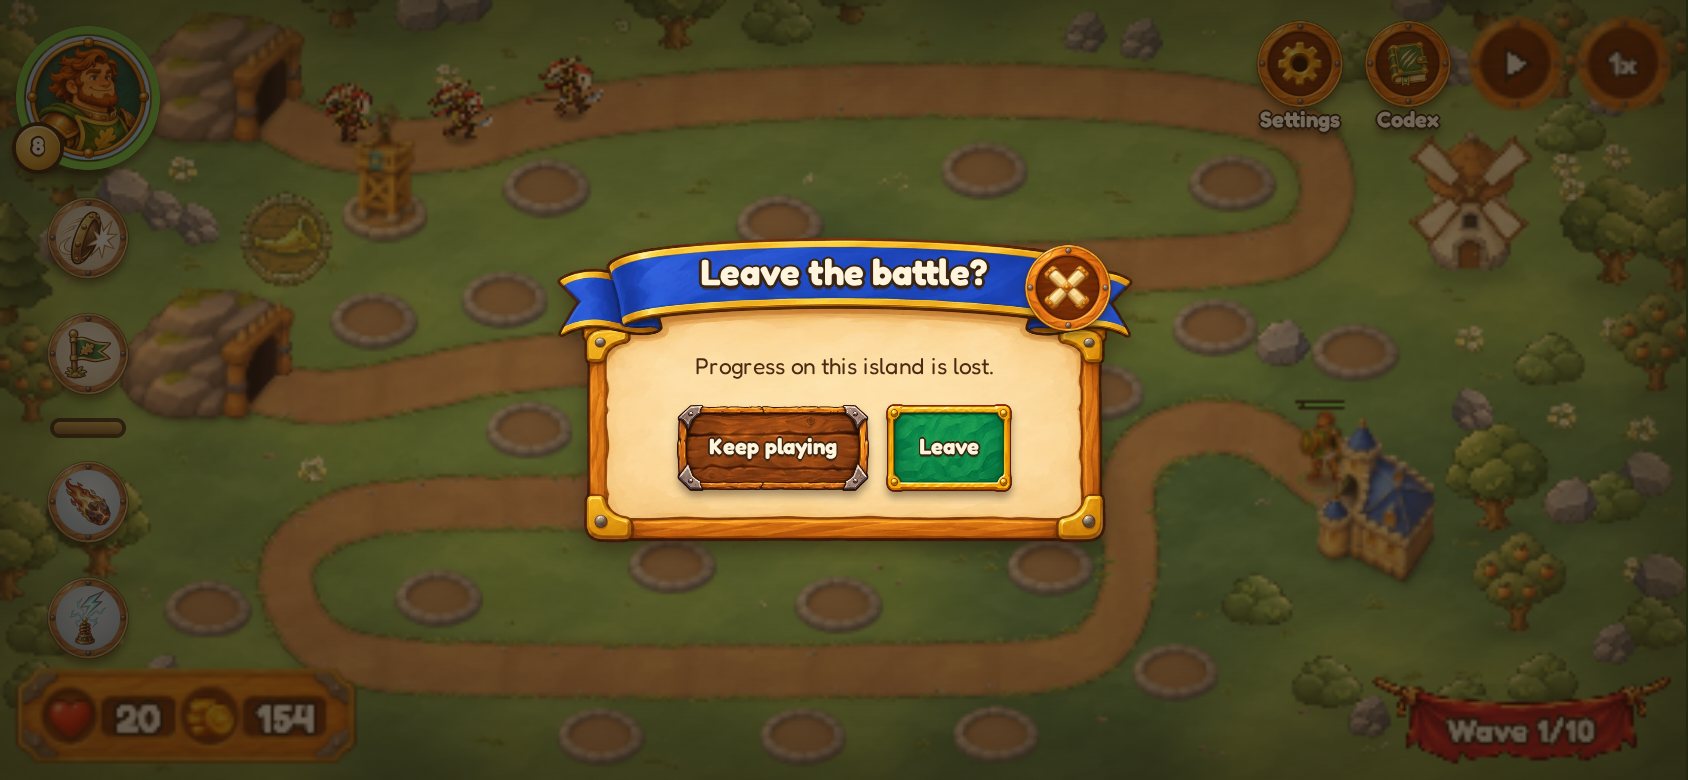 8
Settings
Codex
1x
Leave the battle?
Progress on this island is lost.
Keep playing
Leave
20
154
Wave 1/10